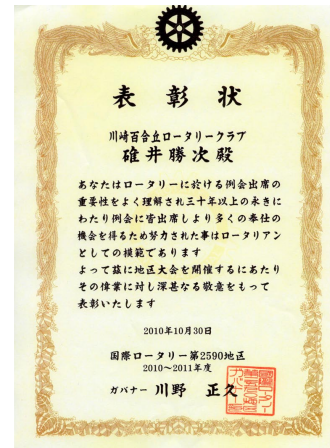 表彰状
川崎百合丘ロータリークラブ
碓井勝次殿
あなたはロータリーに於ける例会出席の
重要性をよく理解され三十年以上の永きに
わたり例会に皆出席しより多くの奉仕の
機会を得るため努力された事はロータリアン
としての模範であります
よって茲に地区大会を開催するにあたり
その偉業に対し深甚なる敬意をもって
表彰いたします
2010年10月30日
国際ロータリー第2590地区
2010～2011年度
ガバナー 川野 正久